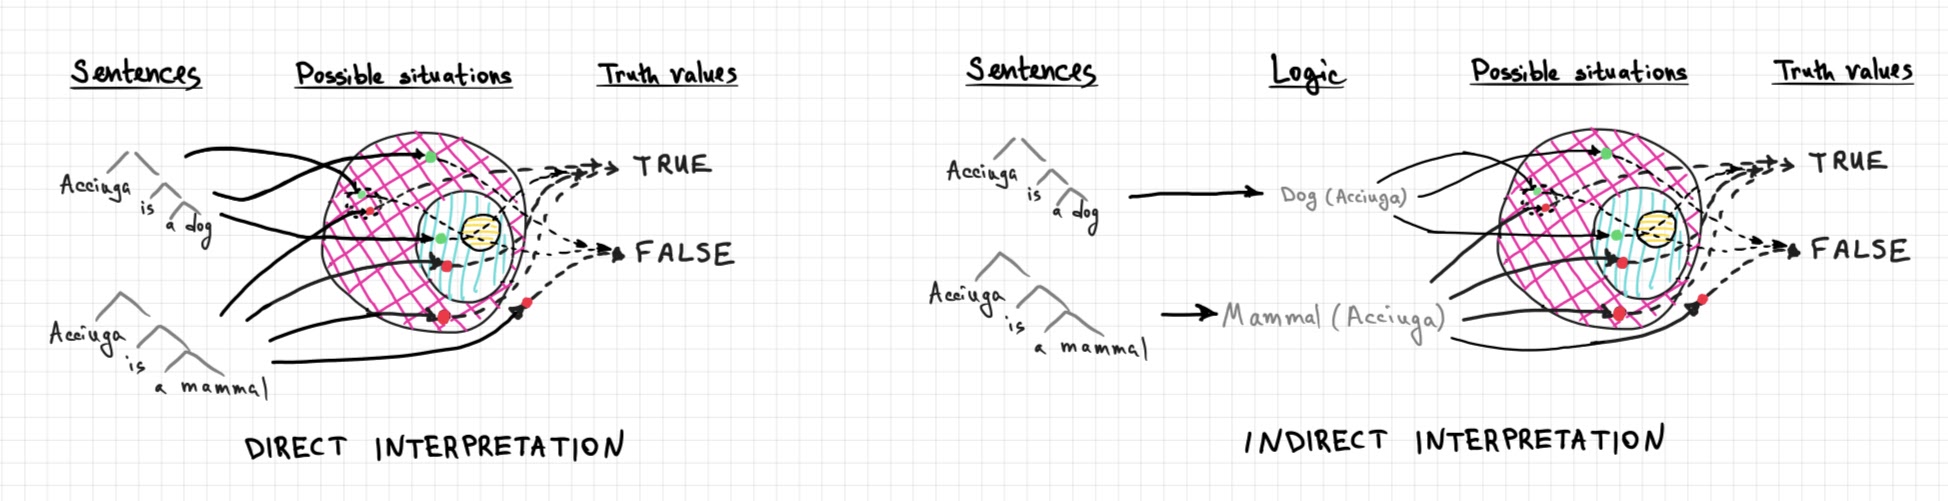 Sentences
Possible situations
Truth values
Acciuga
is
a dog
TRUE
FALSE
Acciuga
is
a mammal
DIRECT INTERPRETATION
Sentences
Logic
Possible situations
Truth values
Acciuga
is
a dog
Dog (Acciuga)
TRUE
FALSE
Acciuga
is
a mammal
Mammal (Acciuga)
INDIRECT INTERPRETATION